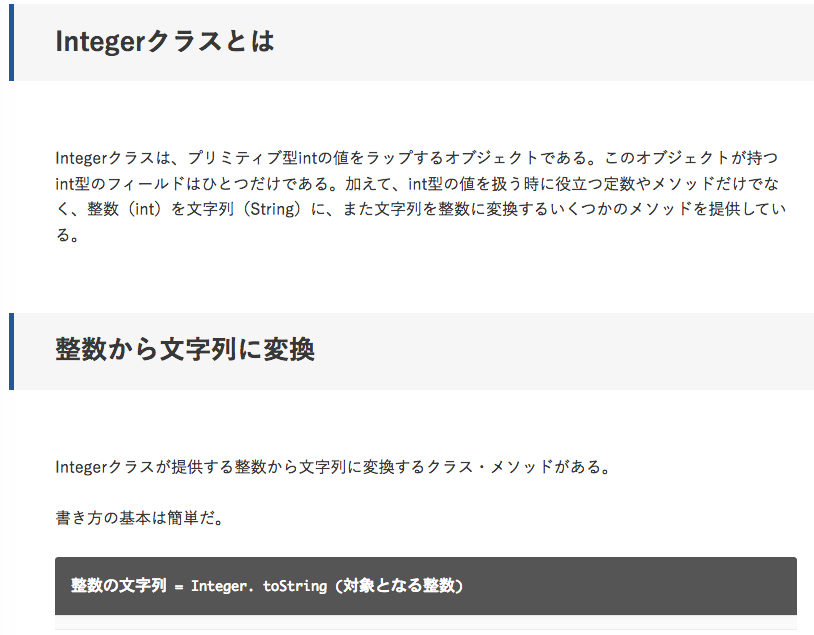 Integerクラスとは
Integerクラスは、プリミティブ型intの値をラップするオブジェクトである。このオブジェクトが持つ
int型のフィールドはひとつだけである。加えて、int型の値を扱う時に役立つ定数やメソッドだけでな
く、整数（int）を文字列（String）に、また文字列を整数に変換するいくつかのメソッドを提供してい
る。
整数から文字列に変換
Integerクラスが提供する整数から文字列に変換するクラス・メソッドがある。
書き方の基本は簡単だ。
整数の文字列 = Integer. toString (対象となる整数)